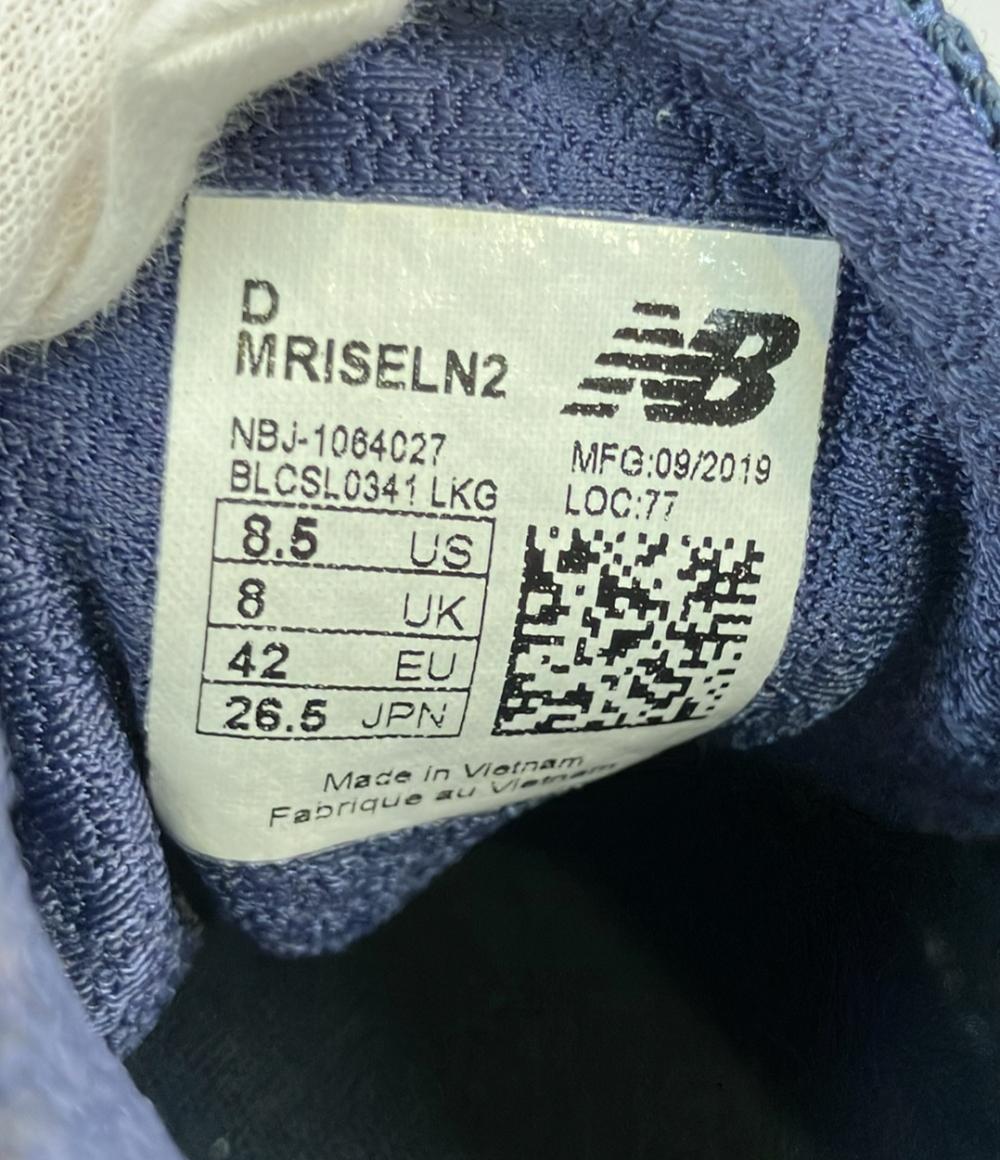 D
MRISELN2
NB
NBJ-1064027
BLCSL0341 LKG
MFG:09/2019
LOC:77
8.5 US
8 UK
42 EU
26.5 JPN
Made in Vietnam
Fabrique au Vietnam